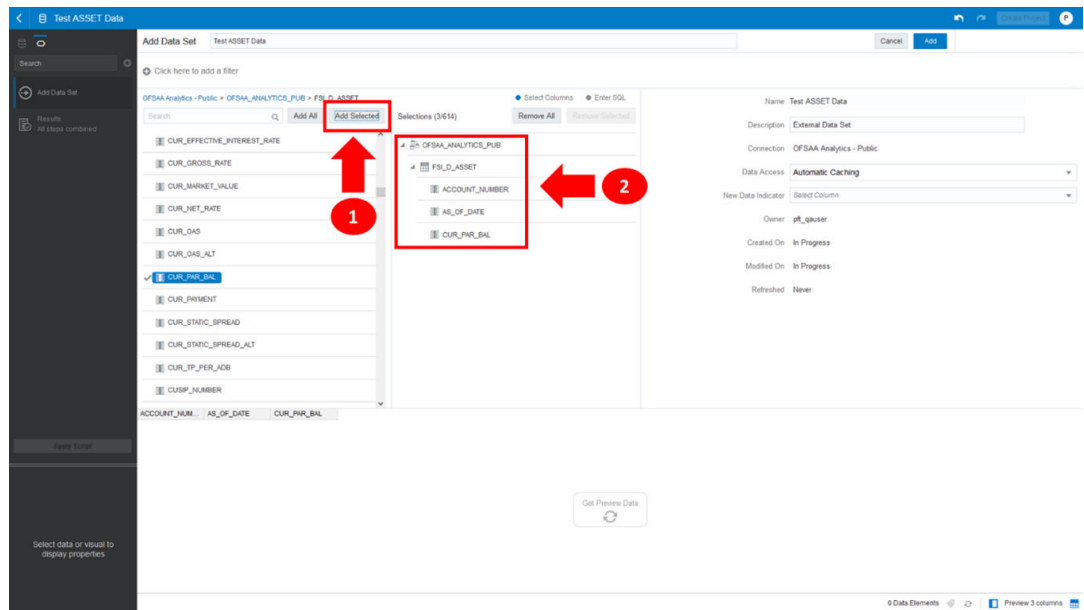 Test ASSET Data
Create Project
P
Add Data Set
Test ASSET Data
Cancel
Add
Search
Click here to add a filter
Add Data Set
OFSAA Analytics - Public > OFSAA_ANALYTICS_PUB > FSI_D_ASSET
Select Columns
Enter SQL
Search
Add All
Add Selected
Selections (3/614)
Remove All
Remove Selected
Results
All steps combined
CUR_EFFECTIVE_INTEREST_RATE
CUR_GROSS_RATE
CUR_MARKET_VALUE
CUR_NET_RATE
CUR_OAS
CUR_OAS_ALT
CUR_PAR_BAL
CUR_PAYMENT
CUR_STATIC_SPREAD
CUR_STATIC_SPREAD_ALT
CUR_TP_PER_ADB
CUSIP_NUMBER
1
OFSAA_ANALYTICS_PUB
FSI_D_ASSET
ACCOUNT_NUMBER
AS_OF_DATE
CUR_PAR_BAL
2
Name Test ASSET Data
Description External Data Set
Connection OFSAA Analytics - Public
Data Access Automatic Caching
New Data Indicator Select Column
Owner pft_qauser
Created On In Progress
Modified On In Progress
Refreshed Never
ACCOUNT_NUM... AS_OF_DATE CUR_PAR_BAL
Apply Script
Get Preview Data
Select data or visual to
display properties
0 Data Elements
Preview 3 columns